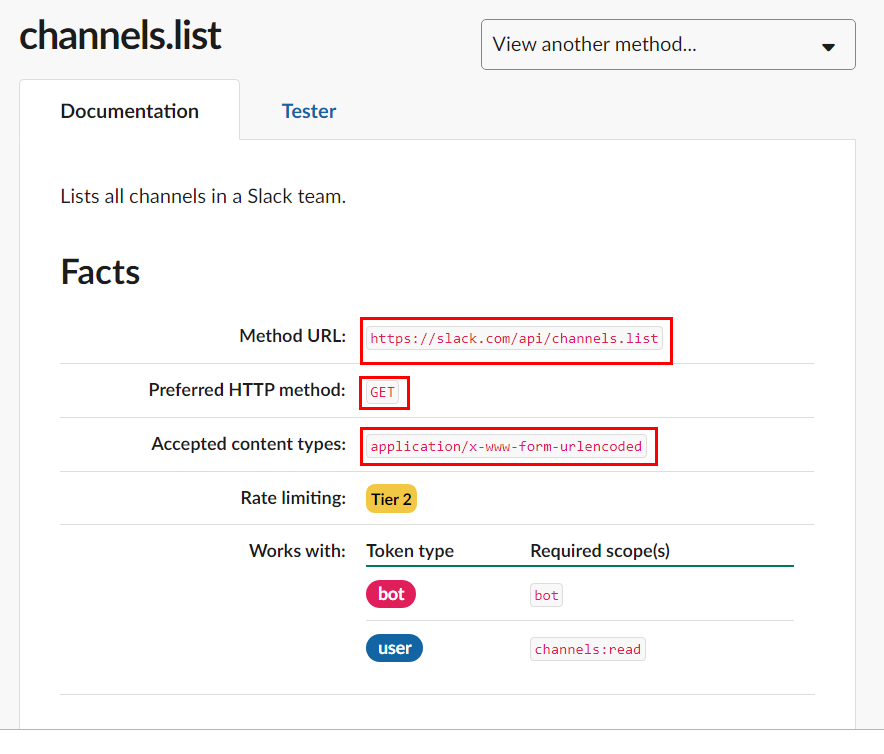 channels.list
View another method...
Documentation
Tester
Lists all channels in a Slack team.
Facts
Method URL: https://slack.com/api/channels.list
Preferred HTTP method: GET
Accepted content types: application/x-www-form-urlencoded
Rate limiting: Tier 2
Works with: Token type Required scope(s)
bot bot
user channels:read